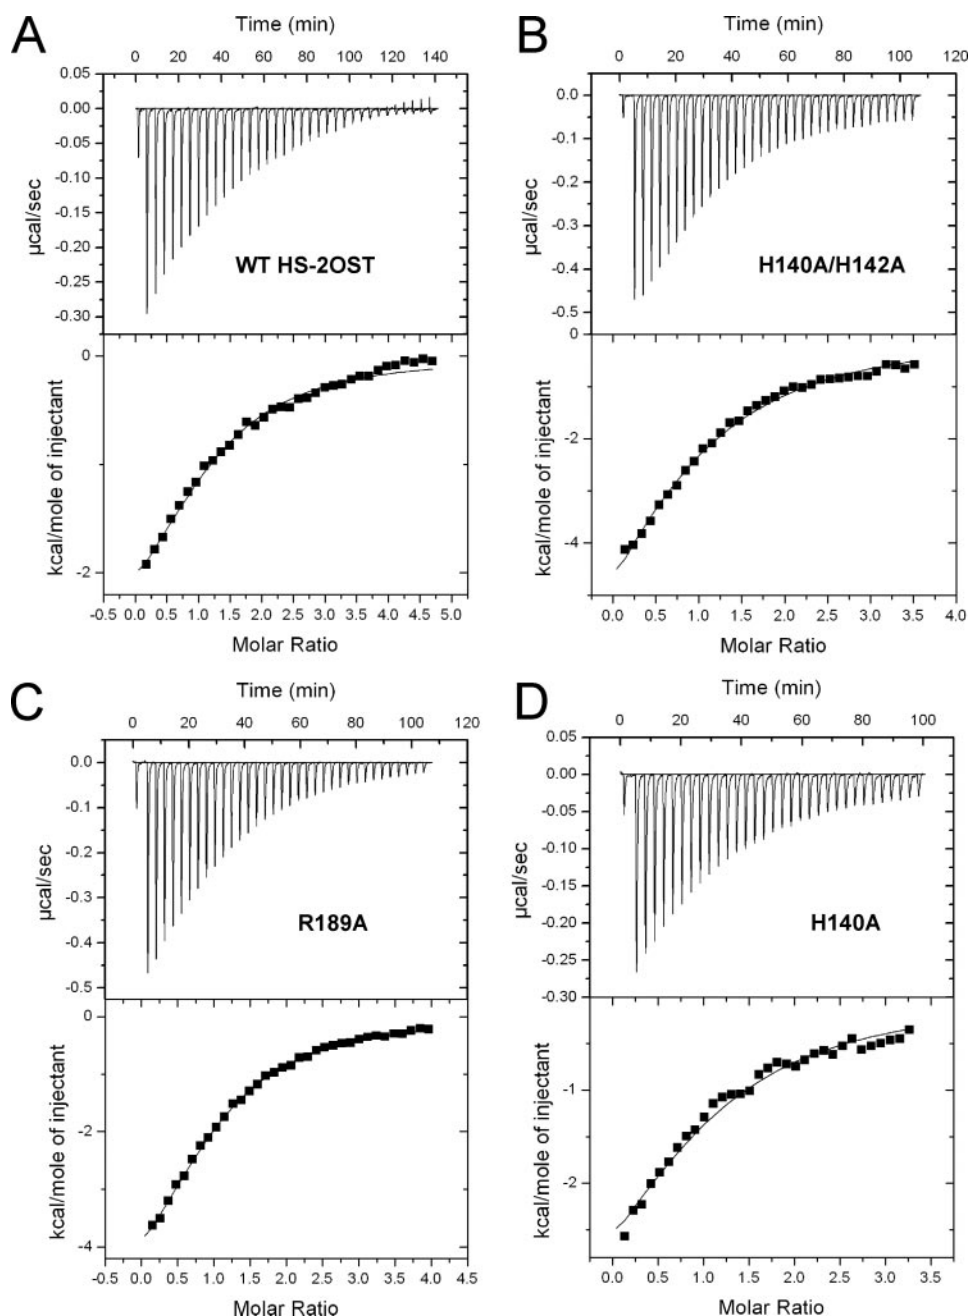 A
Time (min)
0 20 40 60 80 100 120 140
0.05
0.00
-0.05
-0.10
-0.15
-0.20
-0.25
-0.30
µcal/sec
WT HS-2OST
0
-2
kcal/mole of injectant
-0.5 0.0 0.5 1.0 1.5 2.0 2.5 3.0 3.5 4.0 4.5 5.0
Molar Ratio
B
Time (min)
0 20 40 60 80 100 120
0.0
-0.1
-0.2
-0.3
-0.4
-0.5
µcal/sec
H140A/H142A
0
-2
-4
kcal/mole of injectant
0.0 0.5 1.0 1.5 2.0 2.5 3.0 3.5 4.0
Molar Ratio
C
Time (min)
0 20 40 60 80 100 120
0.0
-0.1
-0.2
-0.3
-0.4
-0.5
µcal/sec
R189A
0
-2
-4
kcal/mole of injectant
-0.5 0.0 0.5 1.0 1.5 2.0 2.5 3.0 3.5 4.0 4.5
Molar Ratio
D
Time (min)
0 20 40 60 80 100
0.05
0.00
-0.05
-0.10
-0.15
-0.20
-0.25
-0.30
µcal/sec
H140A
-1
-2
kcal/mole of injectant
0.0 0.5 1.0 1.5 2.0 2.5 3.0 3.5
Molar Ratio